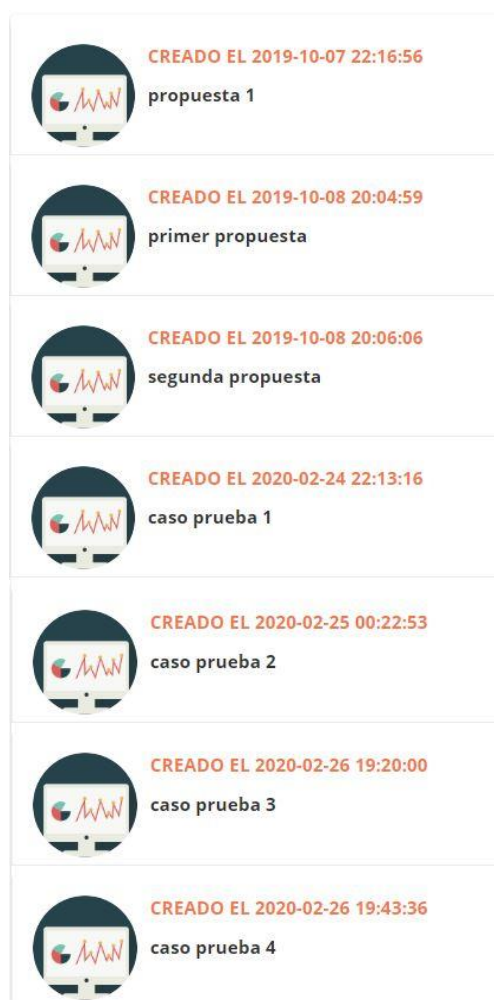 CREADO EL 2019-10-07 22:16:56
propuesta 1
CREADO EL 2019-10-08 20:04:59
primer propuesta
CREADO EL 2019-10-08 20:06:06
segunda propuesta
CREADO EL 2020-02-24 22:13:16
caso prueba 1
CREADO EL 2020-02-25 00:22:53
caso prueba 2
CREADO EL 2020-02-26 19:20:00
caso prueba 3
CREADO EL 2020-02-26 19:43:36
caso prueba 4